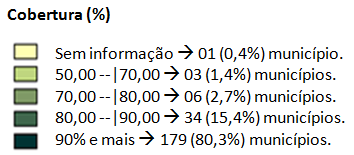 Cobertura (%)
Sem informação → 01 (0,4%) município.
50,00 --|70,00 → 03 (1,4%) municípios.
70,00 --|80,00 → 06 (2,7%) municípios.
80,00 --|90,00 → 34 (15,4%) municípios.
90% e mais → 179 (80,3%) municípios.